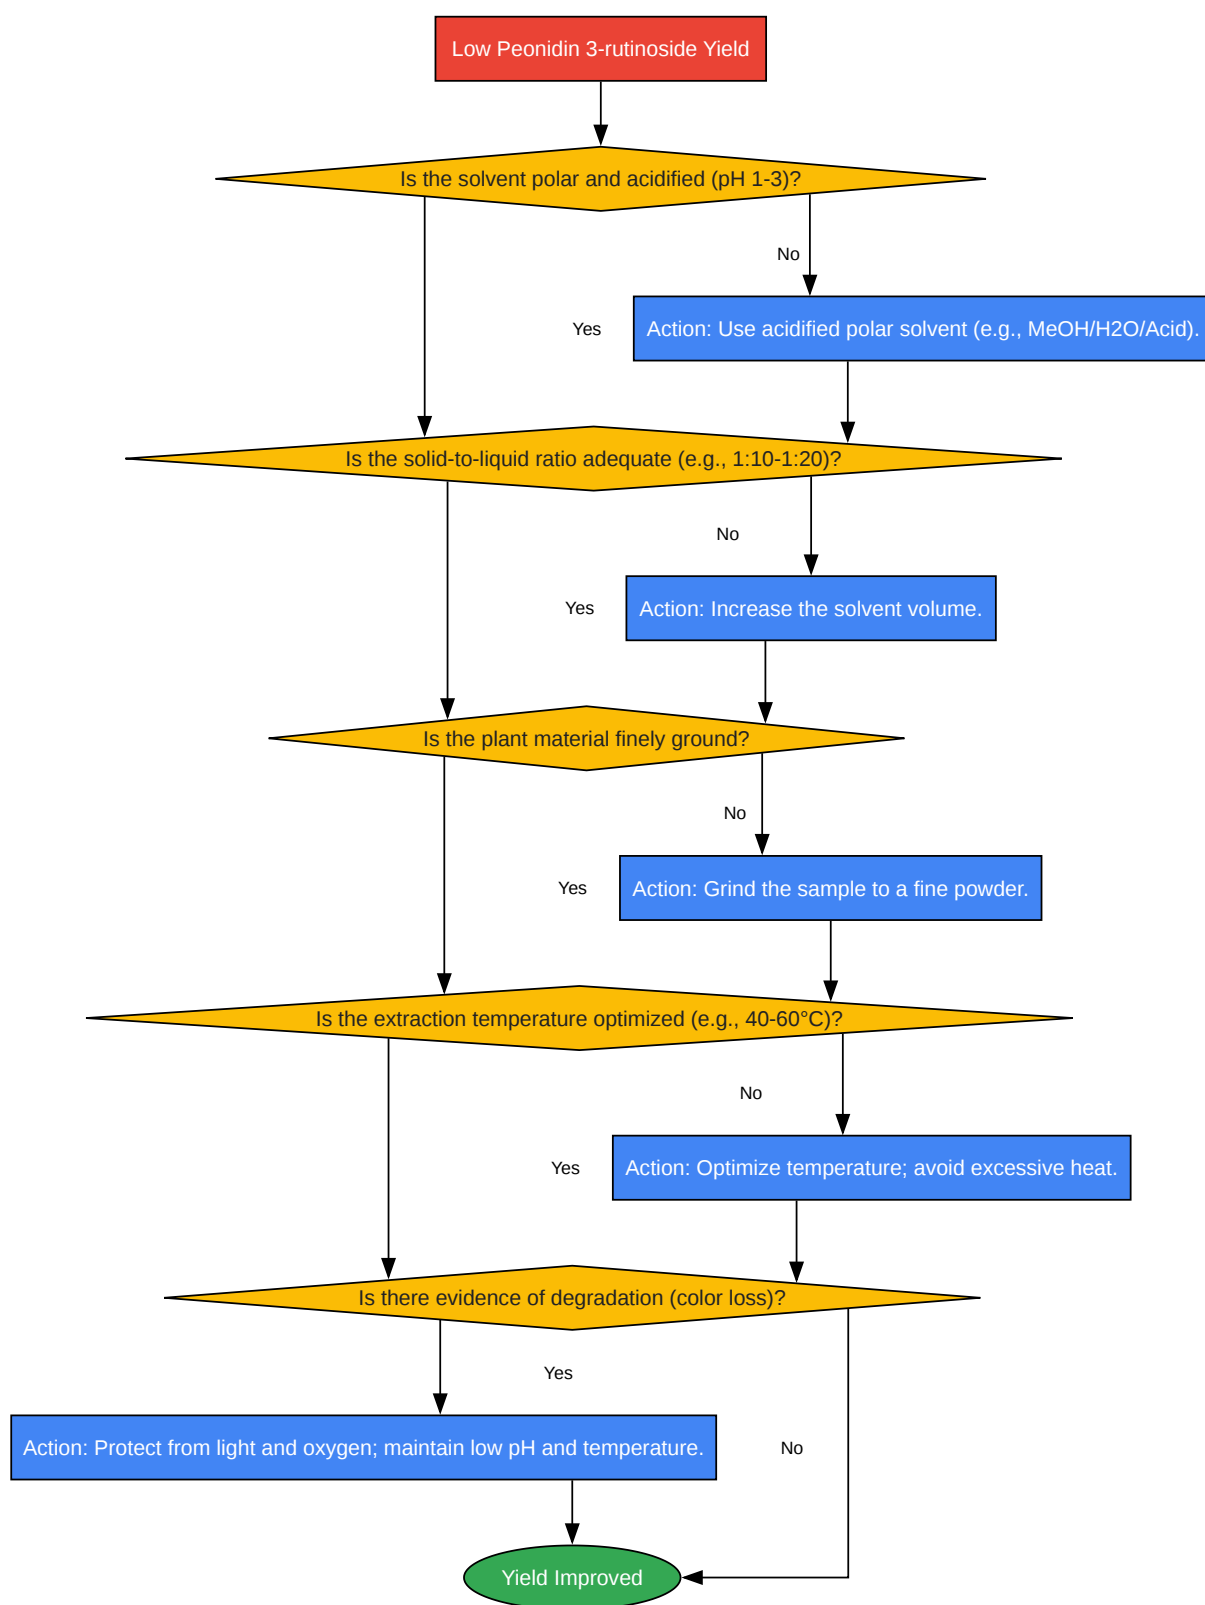 Low Peonidin 3-rutinoside Yield
Is the solvent polar and acidified (pH 1-3)?
No
Yes
Action: Use acidified polar solvent (e.g., MeOH/H2O/Acid).
Is the solid-to-liquid ratio adequate (e.g., 1:10-1:20)?
No
Yes
Action: Increase the solvent volume.
Is the plant material finely ground?
No
Yes
Action: Grind the sample to a fine powder.
Is the extraction temperature optimized (e.g., 40-60°C)?
No
Yes
Action: Optimize temperature; avoid excessive heat.
Is there evidence of degradation (color loss)?
Yes
Action: Protect from light and oxygen; maintain low pH and temperature.
No
Yield Improved